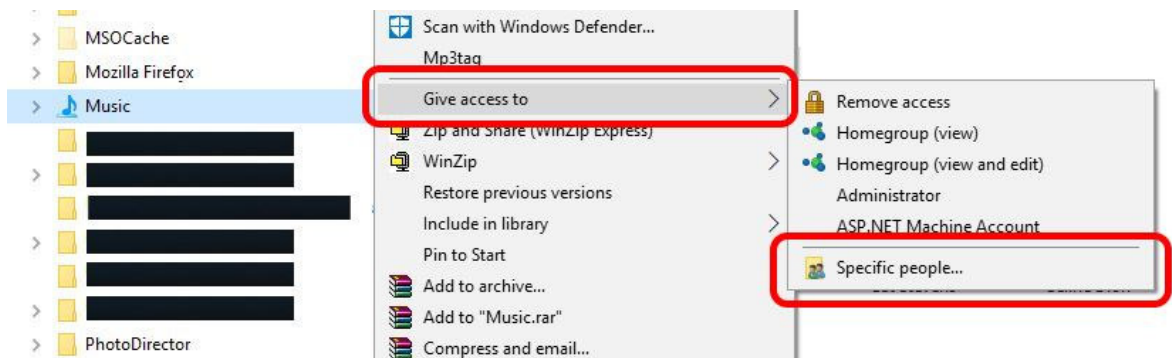 MSOCache
Mozilla Firefox
Music
PhotoDirector
Scan with Windows Defender...
Mp3tag
Give access to
Zip and Share (WinZip Express)
WinZip
Restore previous versions
Include in library
Pin to Start
Add to archive...
Add to "Music.rar"
Compress and email...
Remove access
Homegroup (view)
Homegroup (view and edit)
Administrator
ASP.NET Machine Account
Specific people...